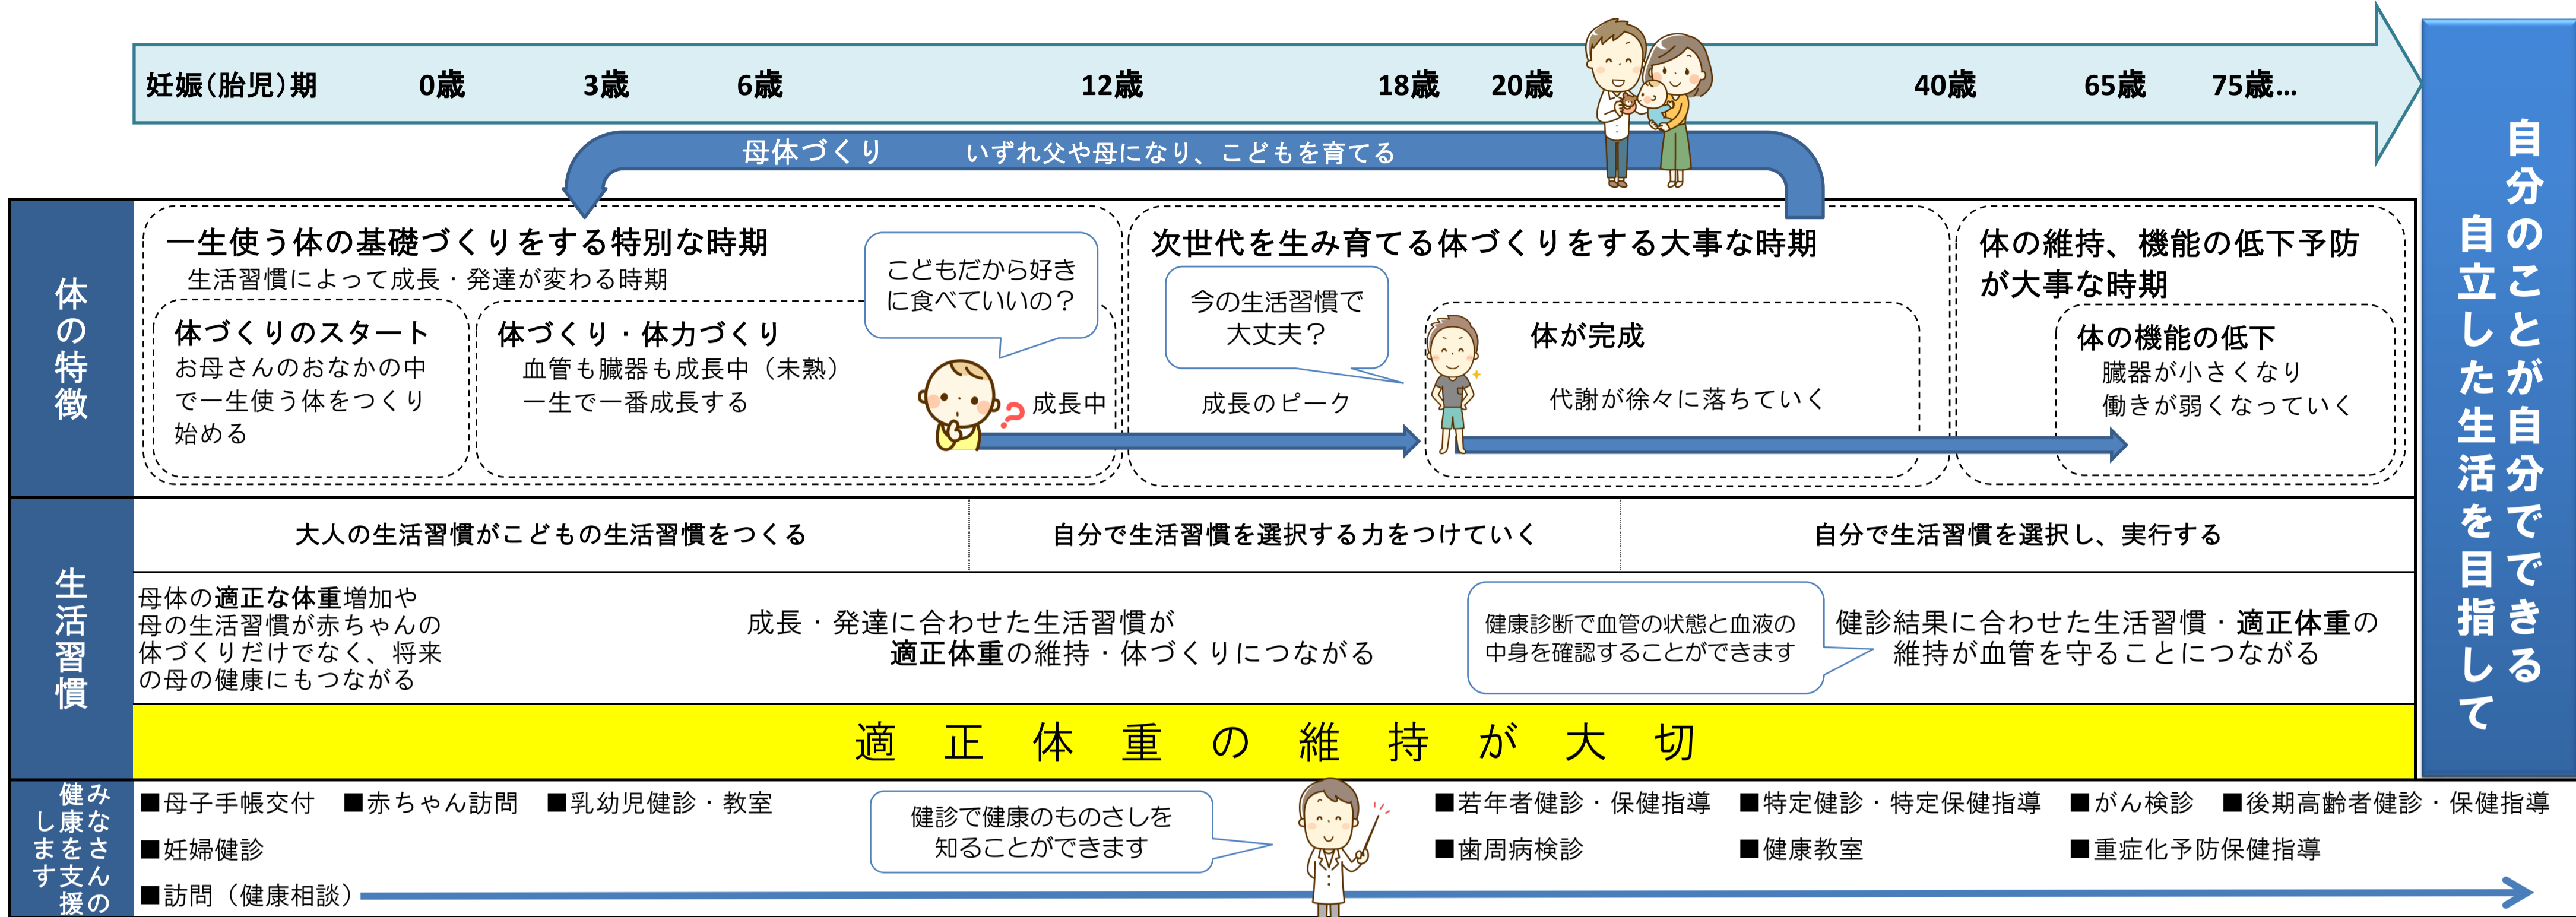 妊娠（胎児）期　0歳　3歳　6歳　12歳　18歳　20歳　40歳　65歳　75歳…
母体づくり　いずれ父や母になり、こどもを育てる
自分のことが自分でできる
自立した生活を目指して
体の特徴
一生使う体の基礎づくりをする特別な時期
生活習慣によって成長・発達が変わる時期
体づくりのスタート
お母さんのおなかの中
で一生使う体をつくり
始める
体づくり・体力づくり
血管も臓器も成長中（未熟）
一生で一番成長する
こどもだから好き
に食べていいの？
?
成長中
次世代を生み育てる体づくりをする大事な時期
今の生活習慣で
大丈夫？
成長のピーク
体が完成
代謝が徐々に落ちていく
体の維持、機能の低下予防
が大事な時期
体の機能の低下
臓器が小さくなり
働きが弱くなっていく
生活習慣
大人の生活習慣がこどもの生活習慣をつくる
自分で生活習慣を選択する力をつけていく
自分で生活習慣を選択し、実行する
母体の適正な体重増加や
母の生活習慣が赤ちゃんの
体づくりだけでなく、将来
の母の健康にもつながる
成長・発達に合わせた生活習慣が
適正体重の維持・体づくりにつながる
健康診断で血管の状態と血液の
中身を確認することができます
健診結果に合わせた生活習慣・適正体重の
維持が血管を守ることにつながる
適正体重の維持が大切
みなさんの
健康を支援
します
■母子手帳交付　■赤ちゃん訪問　■乳幼児健診・教室
■妊婦健診
■訪問（健康相談）
健診で健康のものさしを
知ることができます
■若年者健診・保健指導　■特定健診・特定保健指導　■がん検診　■後期高齢者健診・保健指導
■歯周病検診　■健康教室　■重症化予防保健指導